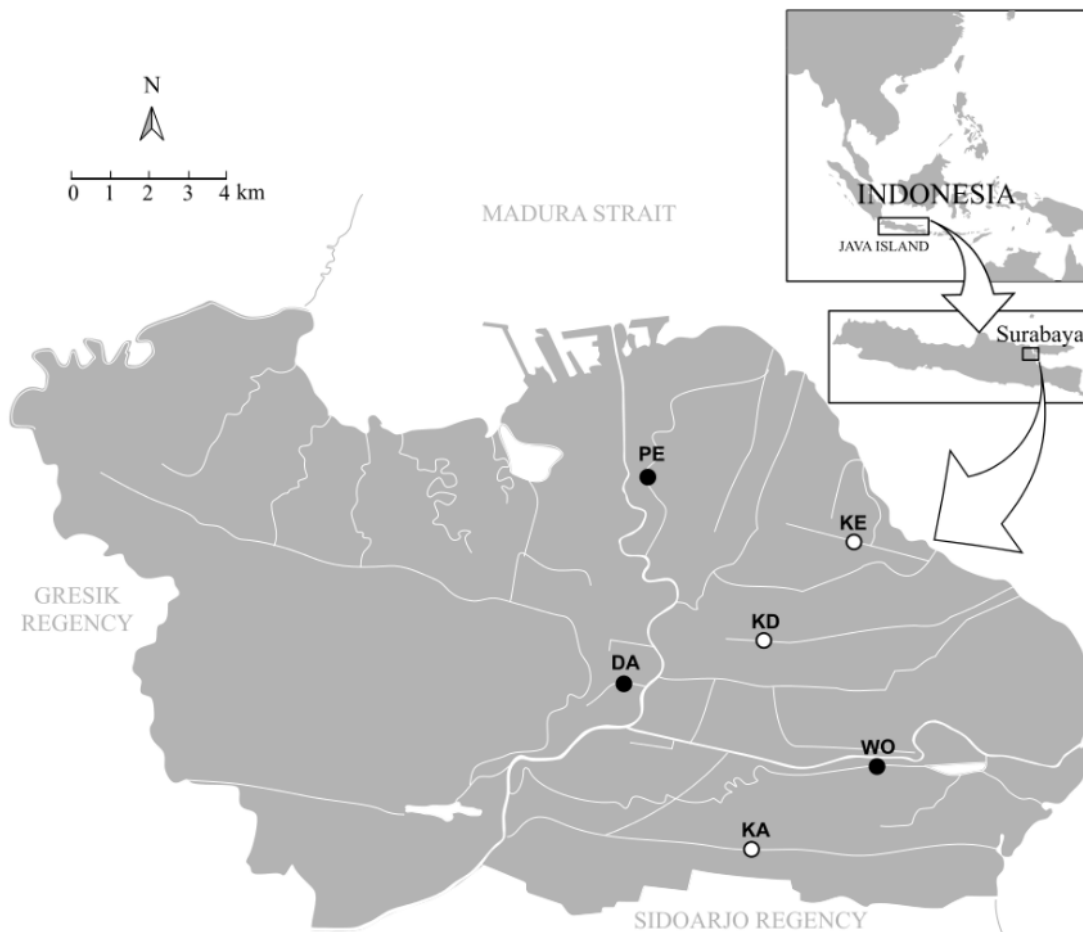 N
0 1 2 3 4 km
MADURA STRAIT
INDONESIA
JAVA ISLAND
Surabaya
PE
KE
GRESIK
REGENCY
KD
DA
WO
KA
SIDOARJO REGENCY